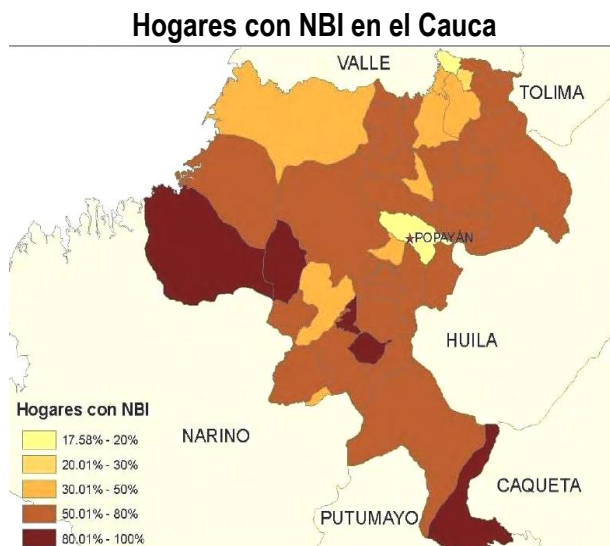 Hogares con NBI en el Cauca
VALLE
TOLIMA
POPAYÁN
HUILA
NARINO
CAQUETA
PUTUMAYO
Hogares con NBI
17.58% - 20%
20.01% - 30%
30.01% - 50%
50.01% - 80%
80.01% - 100%